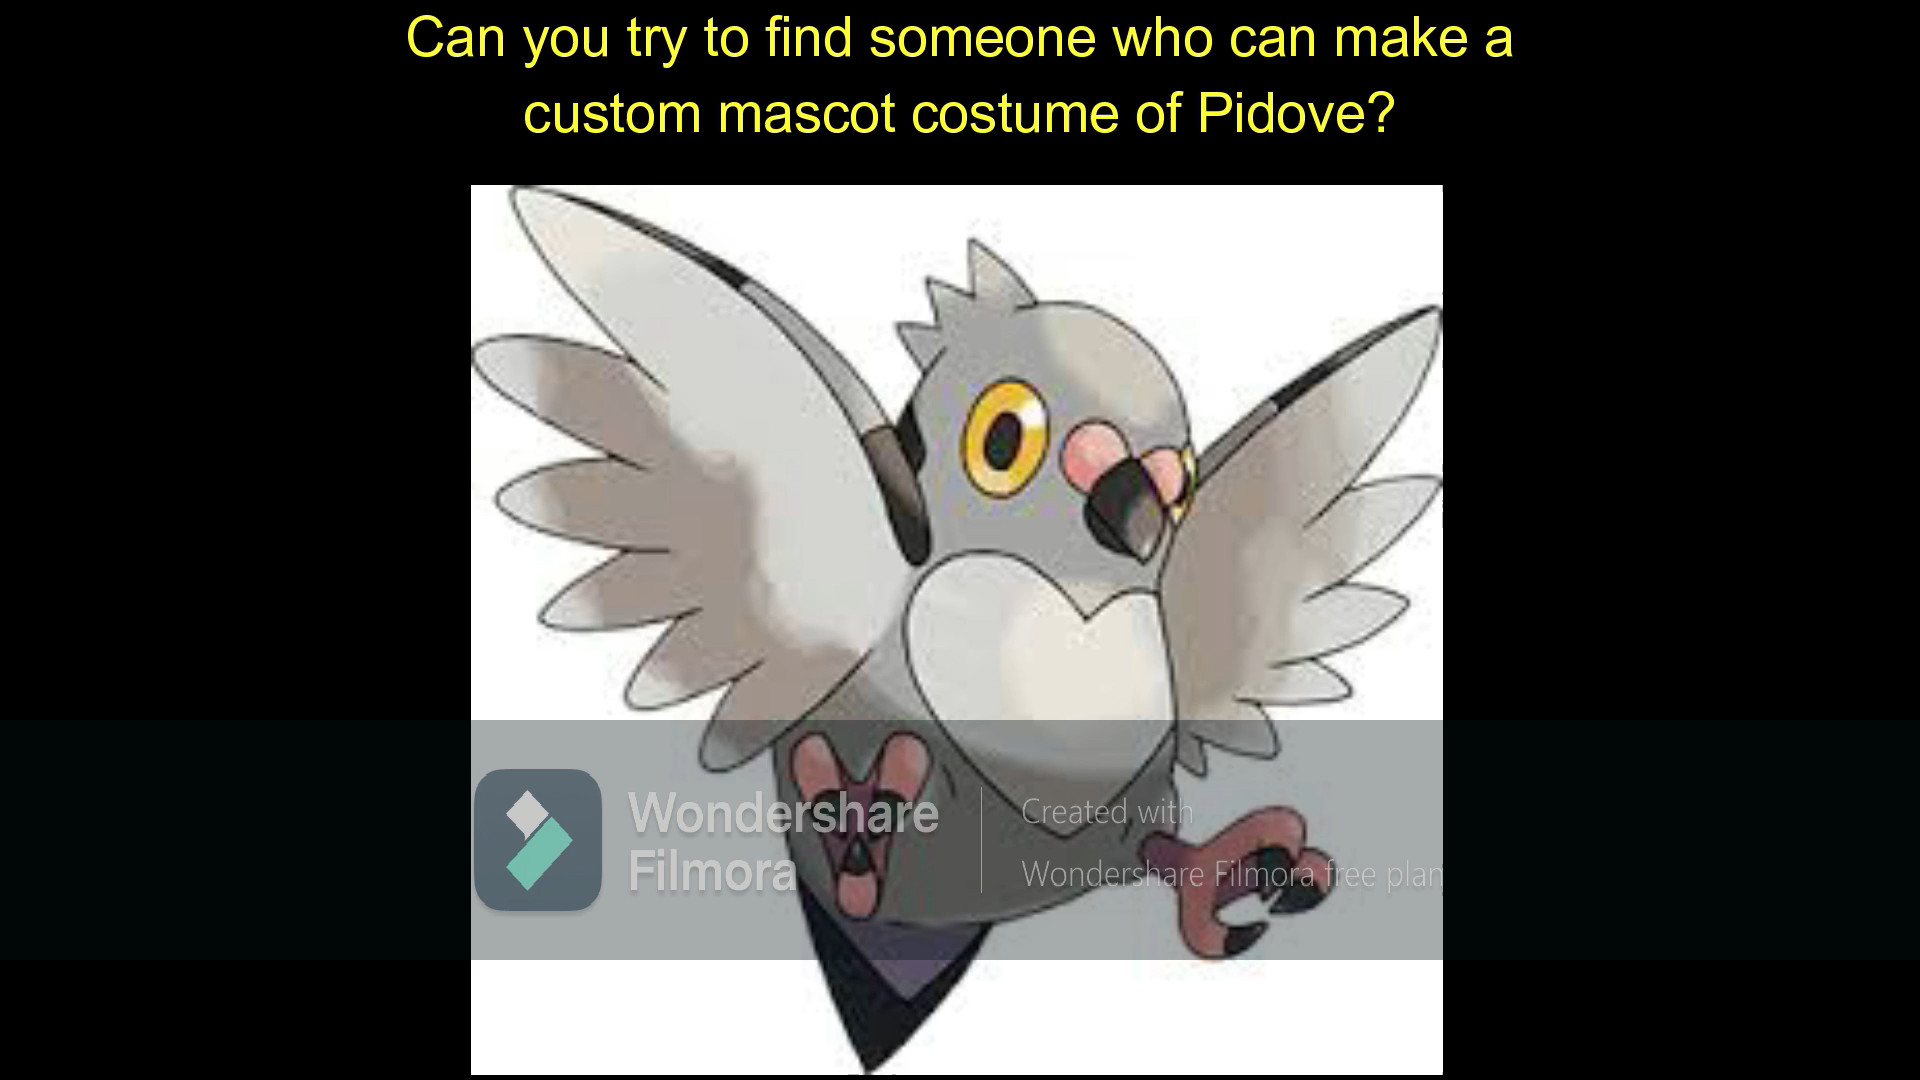 Can you try to find someone who can make a
custom mascot costume of Pidove?
Wondershare
Filmora
Created with
Wondershare Filmora free plan